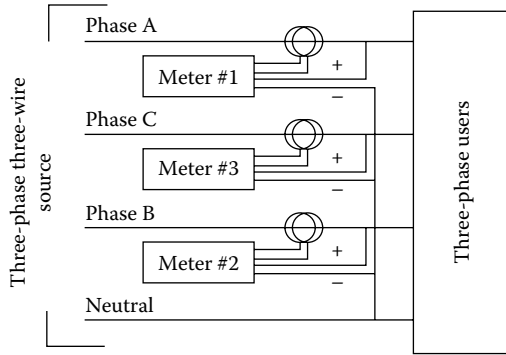 Three-phase three-wire
source
Phase A
Meter #1
+
−
Phase C
Meter #3
+
−
Phase B
Meter #2
+
−
Neutral
Three-phase users